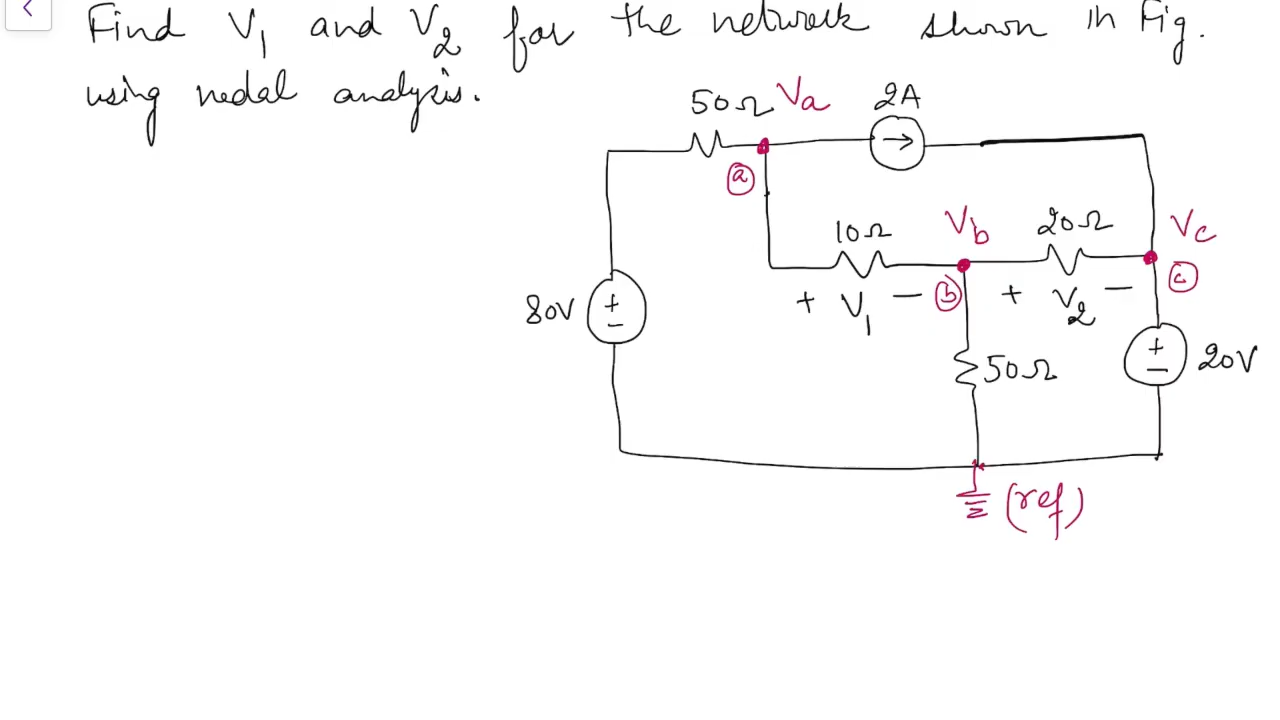 Find V1 and V2 for the network shown in Fig.
using nodal analysis.
50Ω Va 2A
a
10Ω Vb 20Ω Vc
+ V1 − b + V2 − c
80V + −
50Ω + − 20V
(ref)